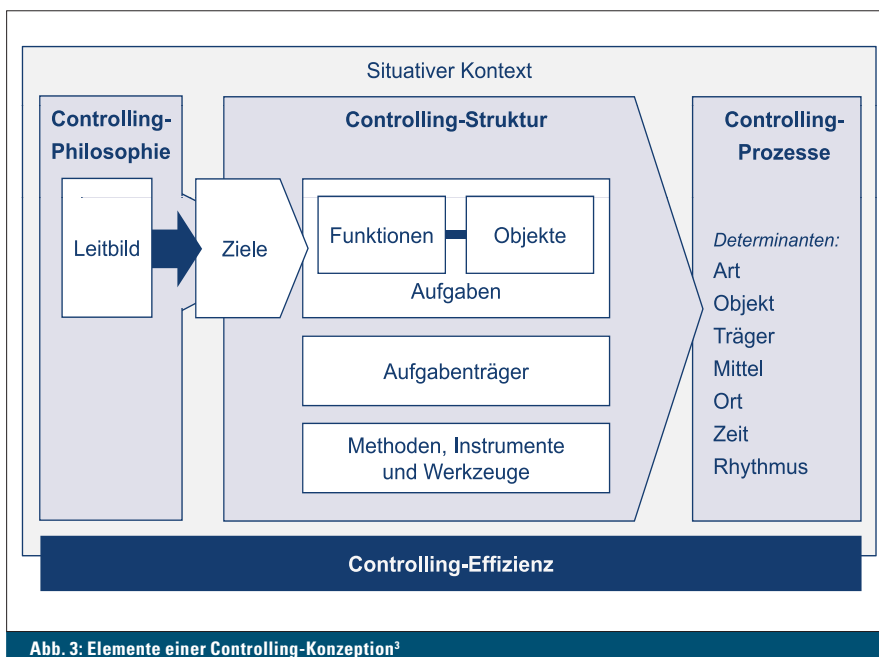 Situativer Kontext
Controlling-
Philosophie
Leitbild
Ziele
Controlling-Struktur
Funktionen
Objekte
Aufgaben
Aufgabenträger
Methoden, Instrumente
und Werkzeuge
Controlling-
Prozesse
Determinanten:
Art
Objekt
Träger
Mittel
Ort
Zeit
Rhythmus
Controlling-Effizienz
Abb. 3: Elemente einer Controlling-Konzeption³